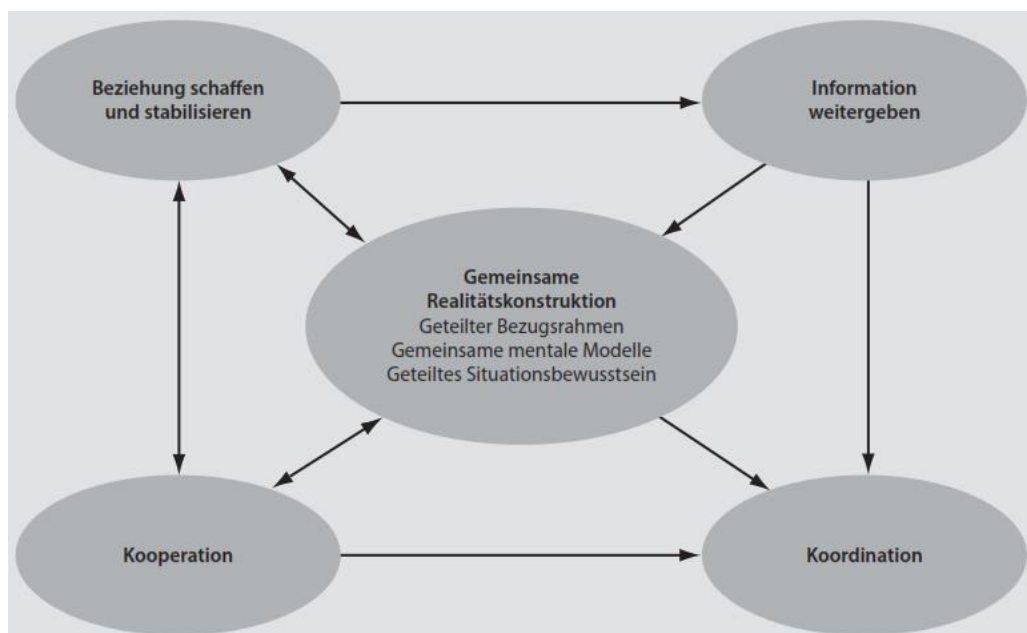 Beziehung schaffen
und stabilisieren
Information
weitergeben
Gemeinsame
Realitätskonstruktion
Geteilter Bezugsrahmen
Gemeinsame mentale Modelle
Geteiltes Situationsbewusstsein
Kooperation
Koordination